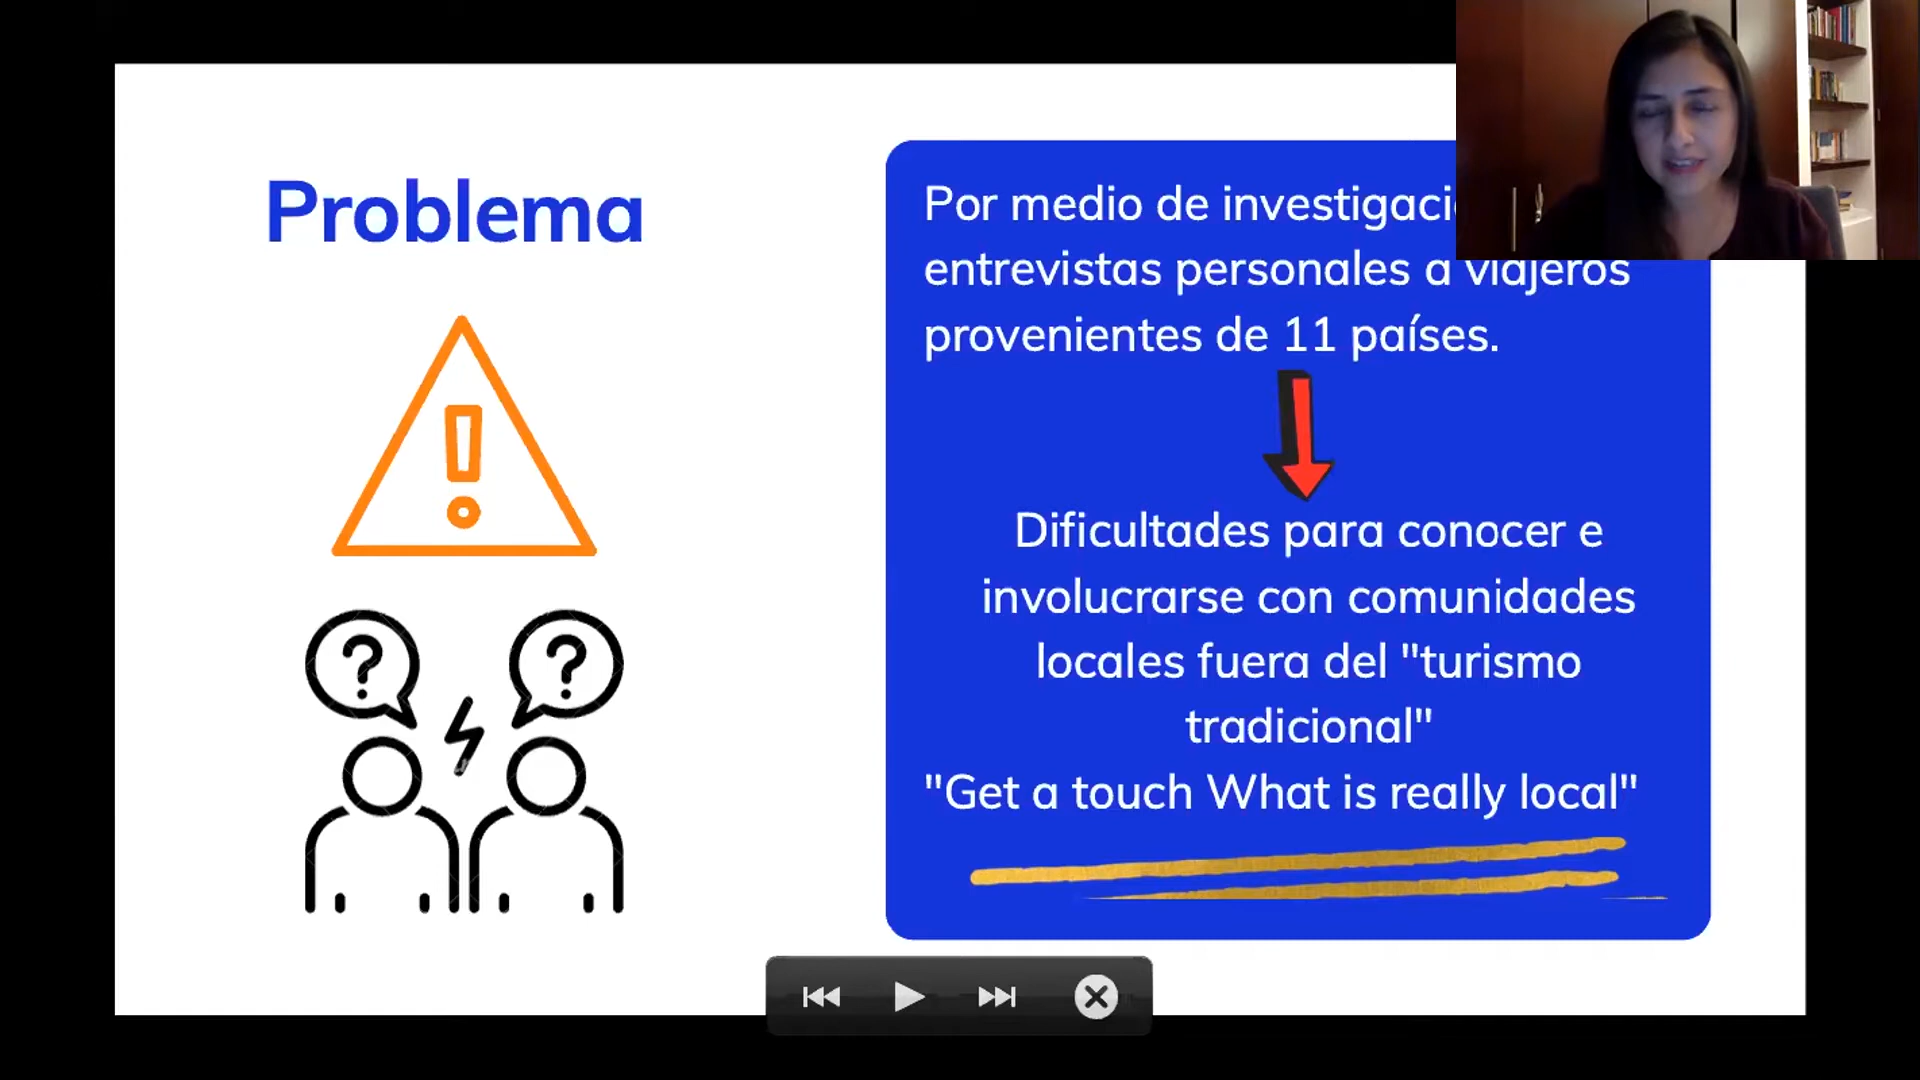 Problema
Por medio de
entrevistas personales a viajeros
provenientes de 11 países.
Dificultades para conocer e
involucrarse con comunidades
locales fuera del "turismo
tradicional"
"Get a touch What is really local"
?
?